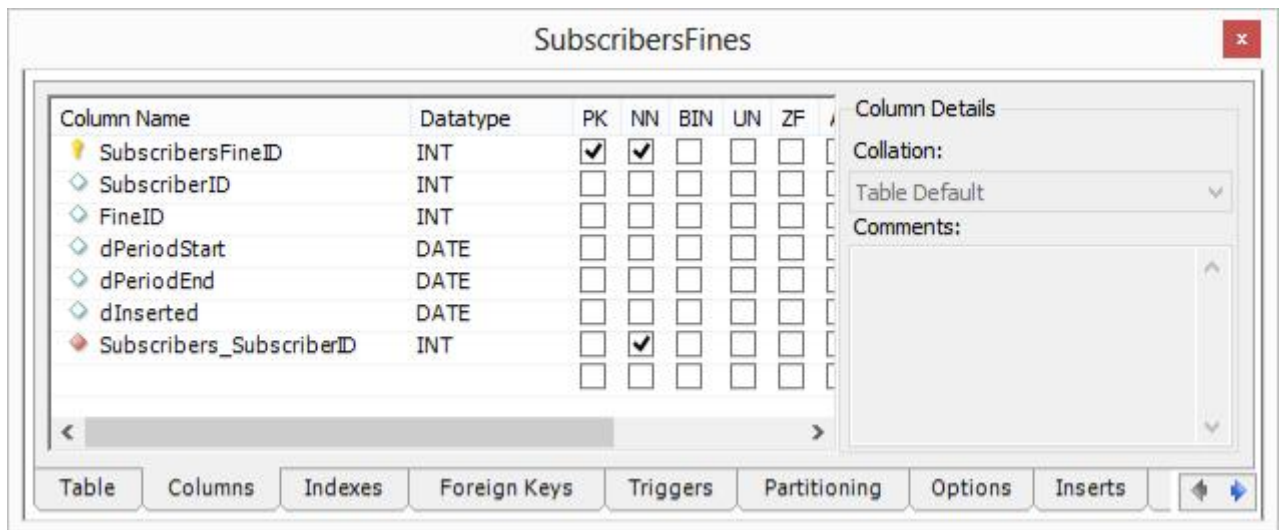 SubscribersFines
x
Column Name Datatype PK NN BIN UN ZF
SubscribersFineID INT
SubscriberID INT
FineID INT
dPeriodStart DATE
dPeriodEnd DATE
dInserted DATE
Subscribers_SubscriberID INT
Column Details
Collation:
Table Default
Comments:
Table Columns Indexes Foreign Keys Triggers Partitioning Options Inserts